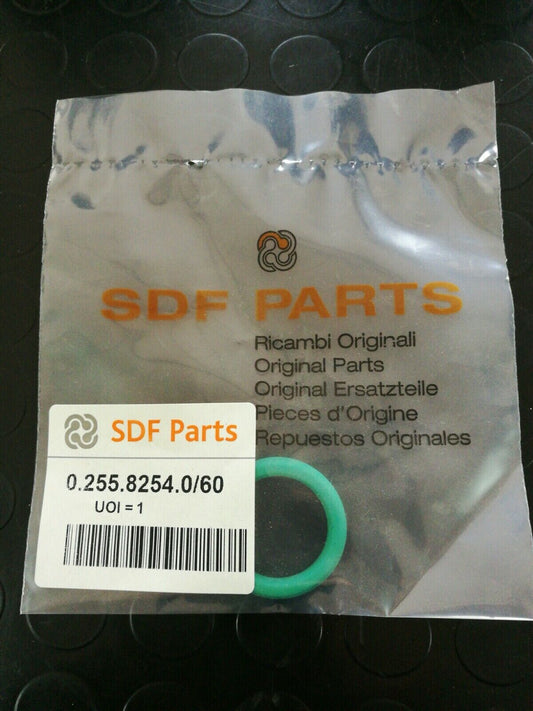 SDF PARTS
Ricambi Originali
Original Parts
Original Ersatzteile
Pieces d'Origine
Repuestos Originales
SDF Parts
0.255.8254.0/60
UOI = 1